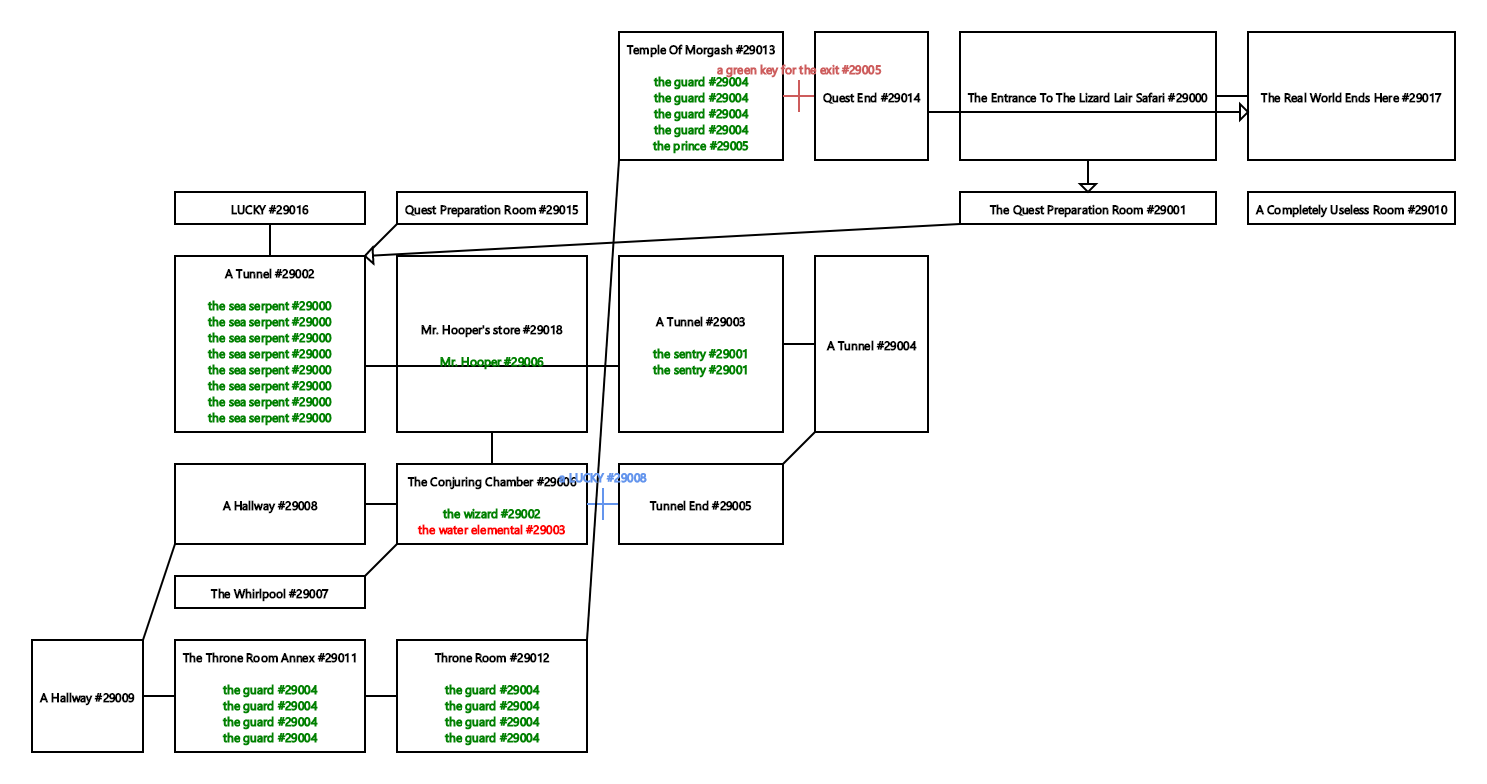 Temple Of Morgash #29013
a green key for the exit #29005
the guard #29004
the guard #29004
the guard #29004
the guard #29004
the prince #29005
Quest End #29014
The Entrance To The Lizard Lair Safari #29000
The Real World Ends Here #29017
LUCKY #29016
Quest Preparation Room #29015
The Quest Preparation Room #29001
A Completely Useless Room #29010
A Tunnel #29002
the sea serpent #29000
the sea serpent #29000
the sea serpent #29000
the sea serpent #29000
the sea serpent #29000
the sea serpent #29000
the sea serpent #29000
the sea serpent #29000
Mr. Hooper's store #29018
Mr. Hooper #29006
A Tunnel #29003
the sentry #29001
the sentry #29001
A Tunnel #29004
A Hallway #29008
The Conjuring Chamber #29006
a LUCKY #29008
the wizard #29002
the water elemental #29003
Tunnel End #29005
The Whirlpool #29007
A Hallway #29009
The Throne Room Annex #29011
the guard #29004
the guard #29004
the guard #29004
the guard #29004
Throne Room #29012
the guard #29004
the guard #29004
the guard #29004
the guard #29004